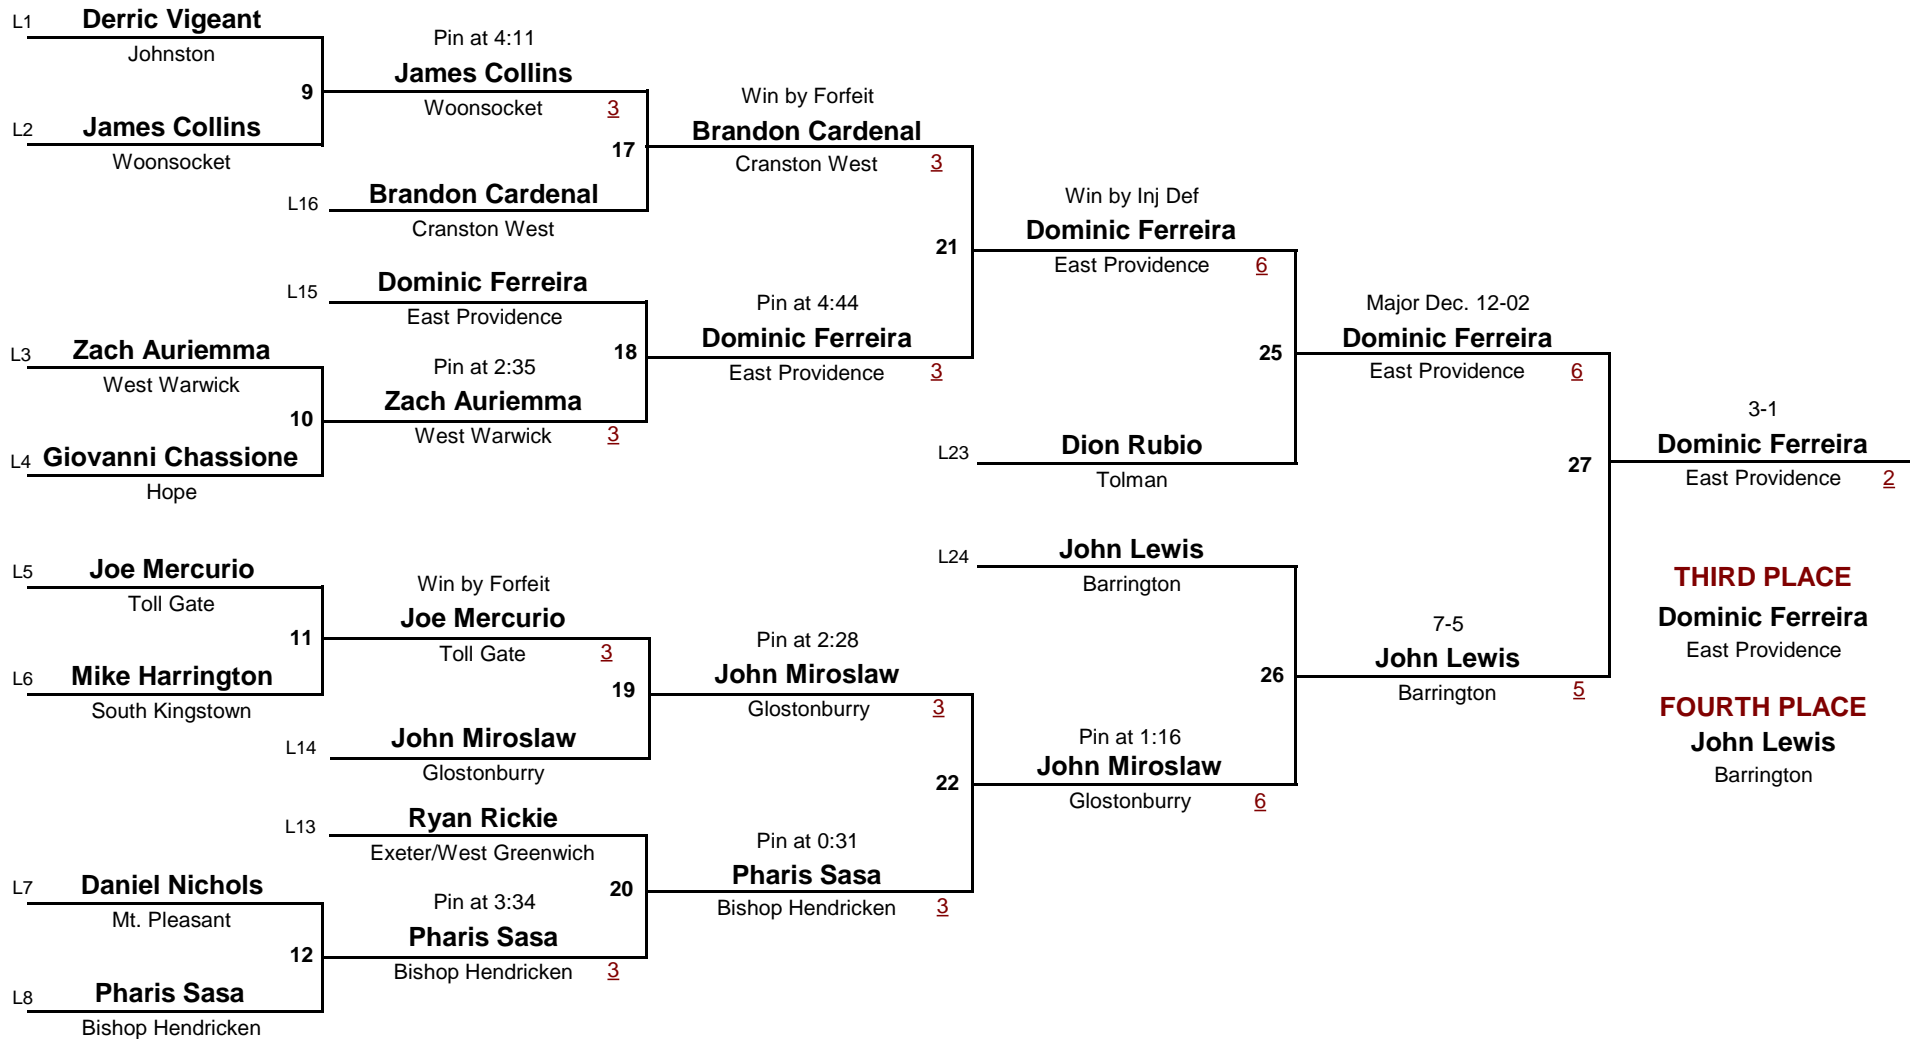 L1 Derric Vigeant
Johnston
9
L2 James Collins
Woonsocket
Pin at 4:11
James Collins
Woonsocket 3
17
L16 Brandon Cardenal
Cranston West
Win by Forfeit
Brandon Cardenal
Cranston West 3
21
L15 Dominic Ferreira
East Providence
18
L3 Zach Auriemma
West Warwick
10
L4 Giovanni Chassione
Hope
Pin at 2:35
Zach Auriemma
West Warwick 3
Pin at 4:44
Dominic Ferreira
East Providence 3
Win by Inj Def
Dominic Ferreira
East Providence 6
25
L23 Dion Rubio
Tolman
Major Dec. 12-02
Dominic Ferreira
East Providence 6
27
3-1
Dominic Ferreira
East Providence 2
L5 Joe Mercurio
Toll Gate
11
L6 Mike Harrington
South Kingstown
Win by Forfeit
Joe Mercurio
Toll Gate 3
19
L14 John Miroslaw
Glostonburry
Pin at 2:28
John Miroslaw
Glostonburry 3
22
L13 Ryan Rickie
Exeter/West Greenwich
20
L7 Daniel Nichols
Mt. Pleasant
12
L8 Pharis Sasa
Bishop Hendricken
Pin at 3:34
Pharis Sasa
Bishop Hendricken 3
Pin at 0:31
Pharis Sasa
Bishop Hendricken 3
L24 John Lewis
Barrington
26
Pin at 1:16
John Miroslaw
Glostonburry 6
7-5
John Lewis
Barrington 5
THIRD PLACE
Dominic Ferreira
East Providence
FOURTH PLACE
John Lewis
Barrington